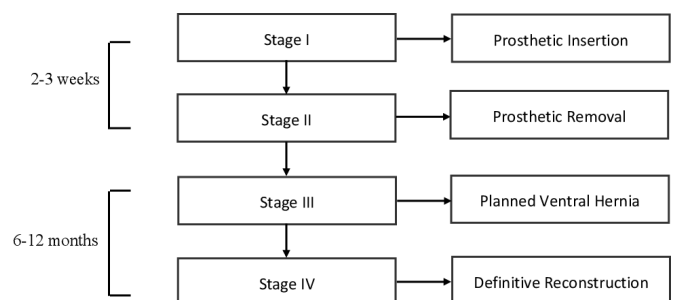 Stage I
Prosthetic Insertion
2-3 weeks
Stage II
Prosthetic Removal
Stage III
Planned Ventral Hernia
6-12 months
Stage IV
Definitive Reconstruction